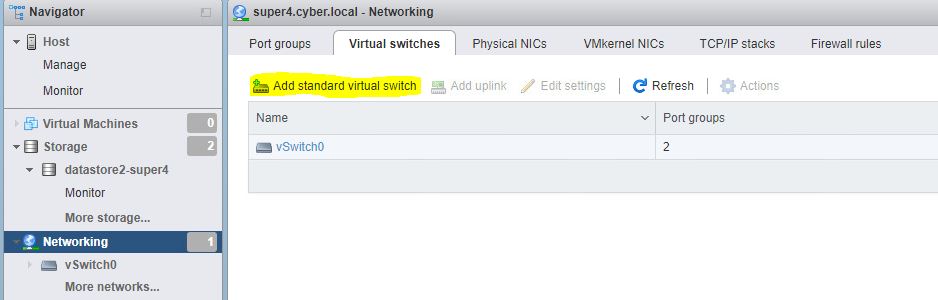 Navigator
Host
Manage
Monitor
Virtual Machines 0
Storage 2
datastore2-super4
Monitor
More storage...
Networking 1
vSwitch0
More networks...
super4.cyber.local - Networking
Port groups Virtual switches Physical NICs VMkernel NICs TCP/IP stacks Firewall rules
Add standard virtual switch Add uplink Edit settings Refresh Actions
Name Port groups
vSwitch0 2